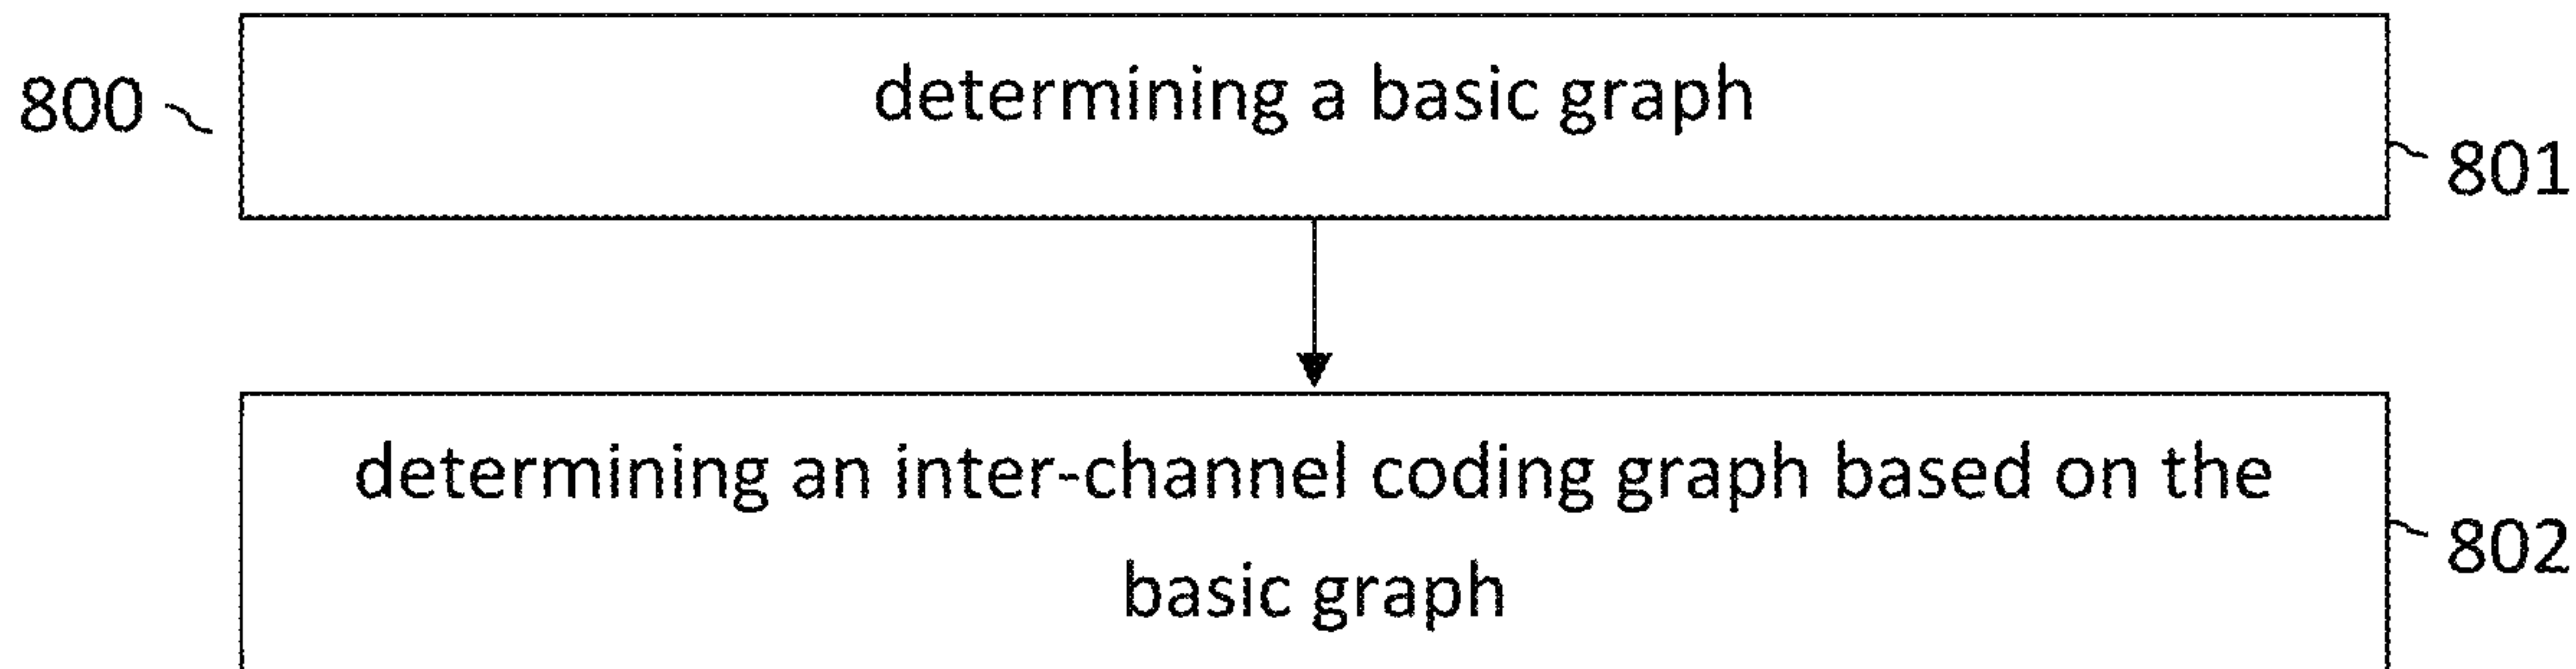 determining a basic graph
800
801
determining an inter-channel coding graph based on the
basic graph
802